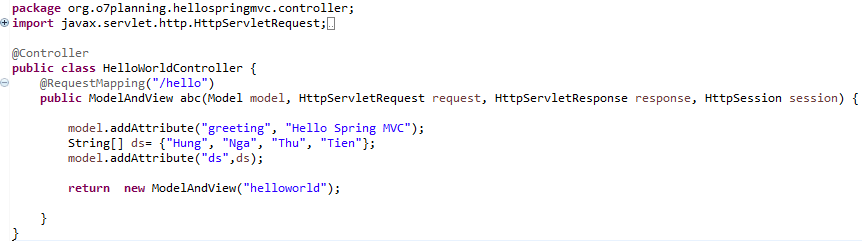 package org.o7planning.hellospringmvc.controller;
import javax.servlet.http.HttpServletRequest;
@Controller
public class HelloWorldController {
@RequestMapping("/hello")
public ModelAndView abc(Model model, HttpServletRequest request, HttpServletResponse response, HttpSession session) {
model.addAttribute("greeting", "Hello Spring MVC");
String[] ds= {"Hung", "Nga", "Thu", "Tien"};
model.addAttribute("ds",ds);
return  new ModelAndView("helloworld");
}
}